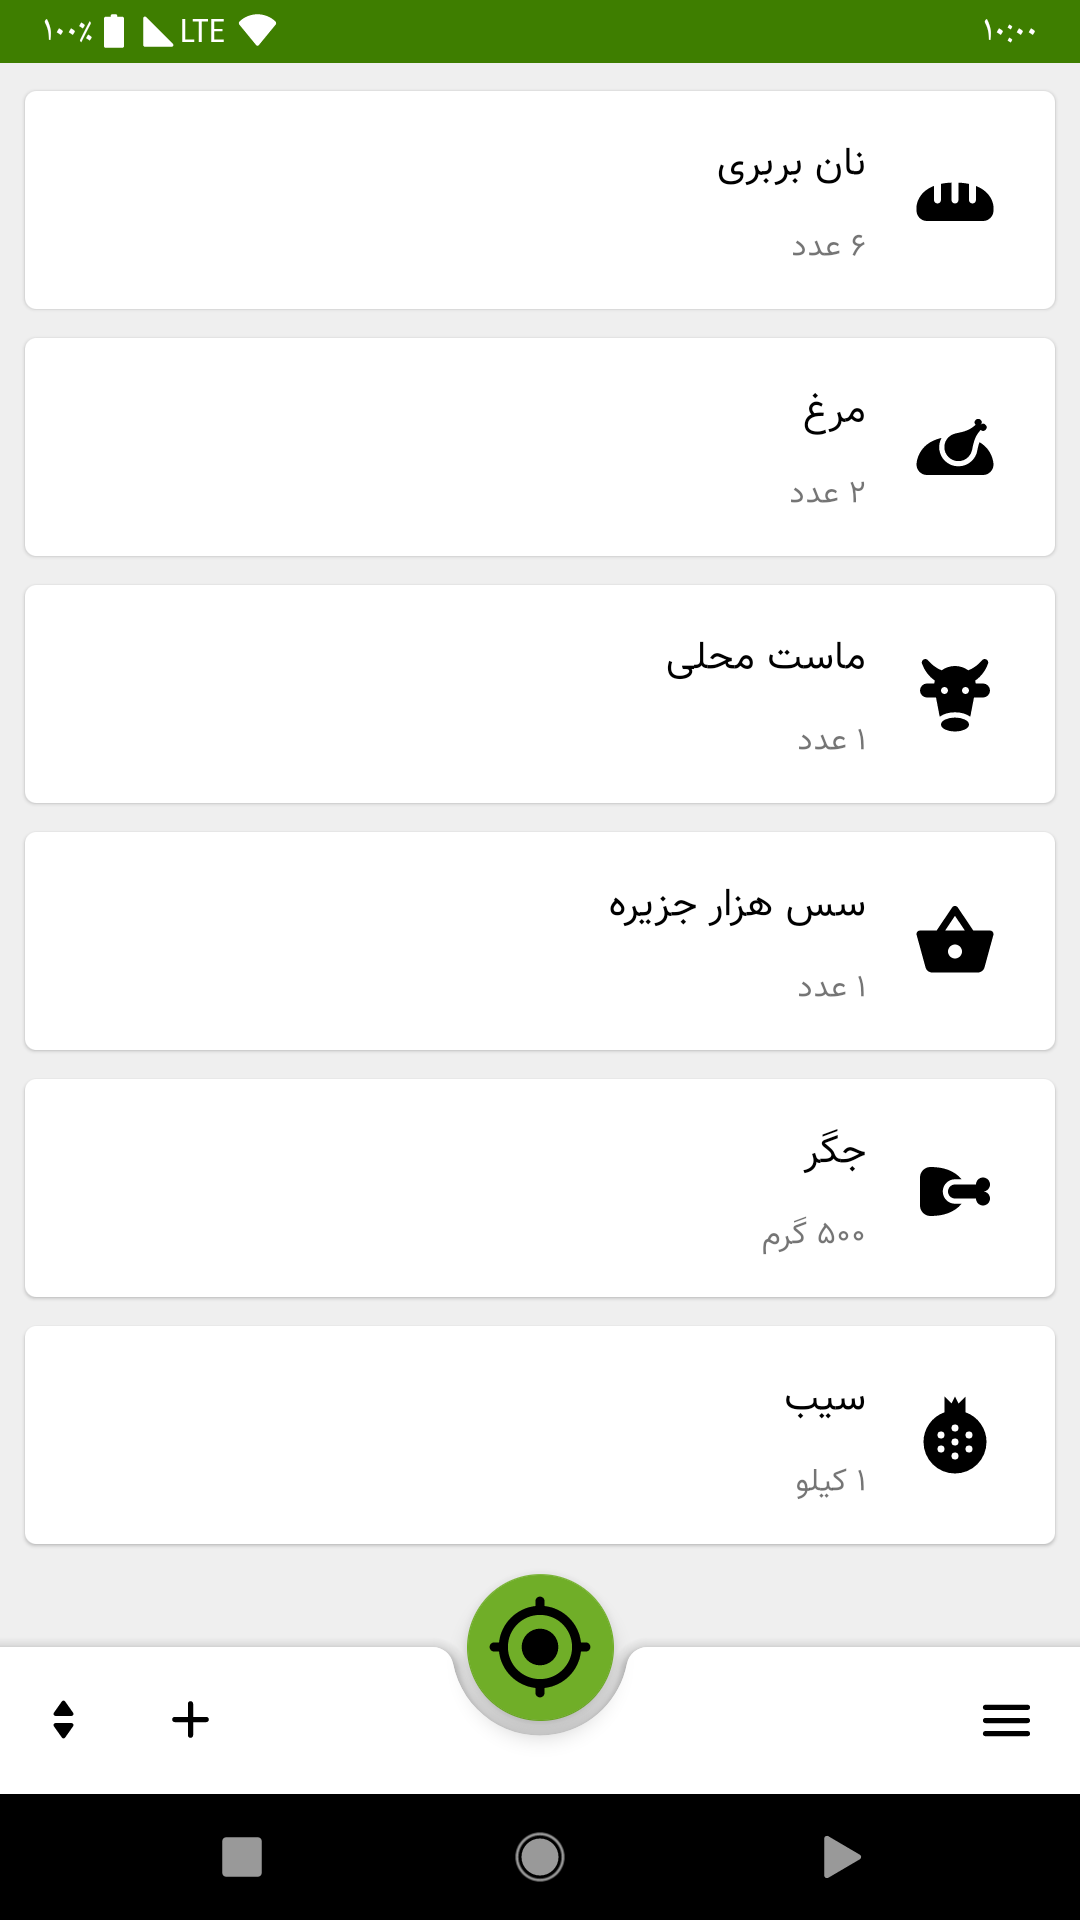 ۱۰:۰۰
LTE ۱۰۰٪
نان بربری
۶ عدد
مرغ
۲ عدد
ماست محلی
۱ عدد
سس هزار جزیره
۱ عدد
جگر
۵۰۰ گرم
سیب
۱ کیلو